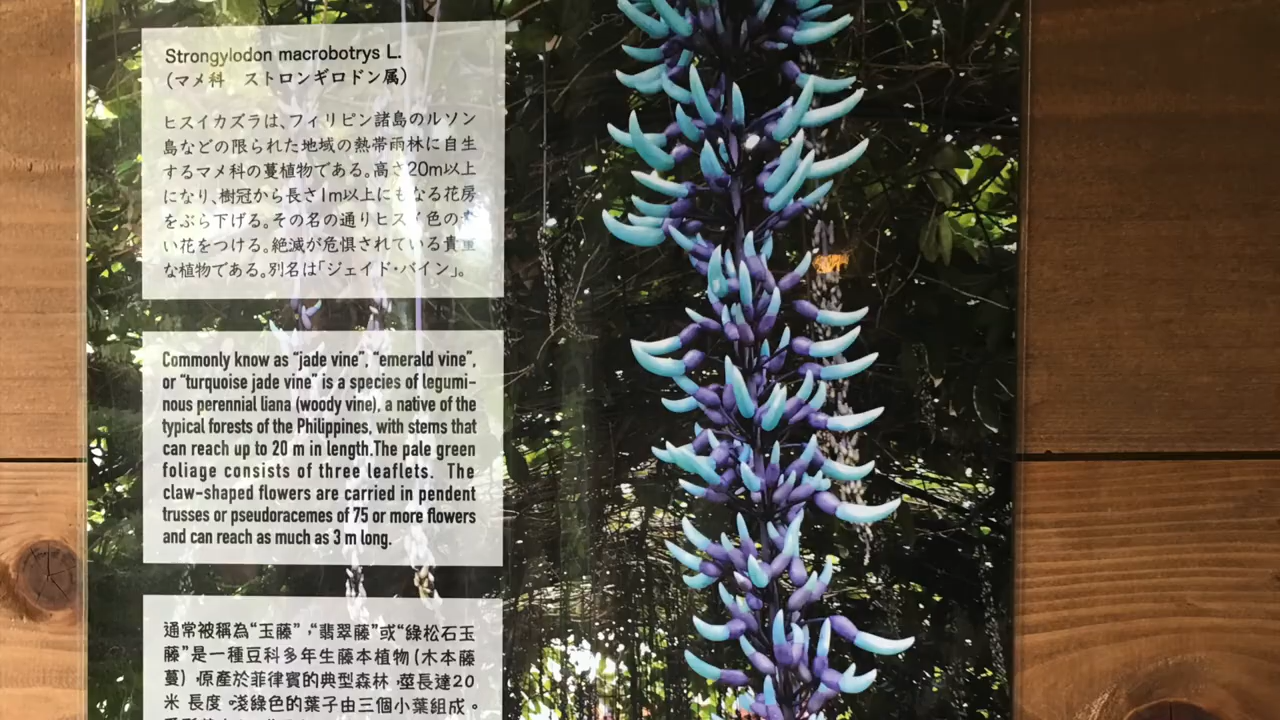 Strongylodon macrobotrys L.
(マメ科　ストロンギロドン属)
ヒスイカズラは、フィリピン諸島のルソン
島などの限られた地域の熱帯雨林に自生
するマメ科の蔓植物である。高さ20m以上
になり、樹冠から長さ1m以上にもなる花房
をぶら下げる。その名の通りヒスイ色の
い花をつける。絶滅が危惧されている貴重
な植物である。別名は「ジェイド・バイン」。
Commonly know as “jade vine”, “emerald vine”,
or “turquoise jade vine” is a species of legumi-
nous perennial liana (woody vine), a native of the
typical forests of the Philippines, with stems that
can reach up to 20 m in length.The pale green
foliage consists of three leaflets. The
claw-shaped flowers are carried in pendent
trusses or pseudoracemes of 75 or more flowers
and can reach as much as 3 m long.
通常被稱為“玉藤”，“翡翠藤”或“綠松石玉
藤”是一種豆科多年生藤本植物(木本藤
蔓)，原產於菲律賓的典型森林，莖長達20
米 長度。淺綠色的葉子由三個小葉組成。